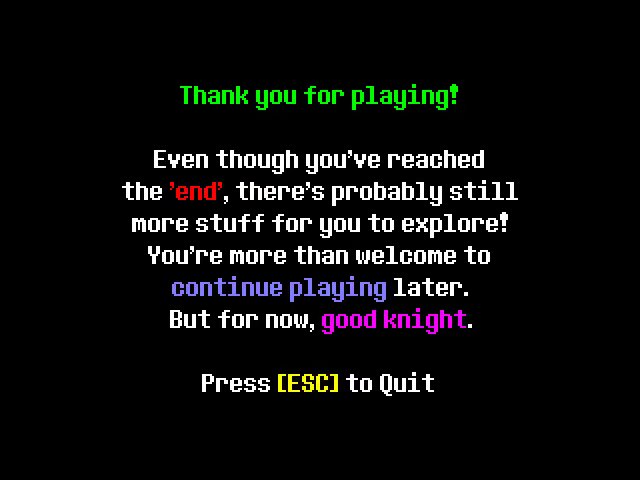 Thank you for playing!
Even though you've reached
the 'end', there's probably still
more stuff for you to explore!
You're more than welcome to
continue playing later.
But for now, good knight.
Press [ESC] to Quit